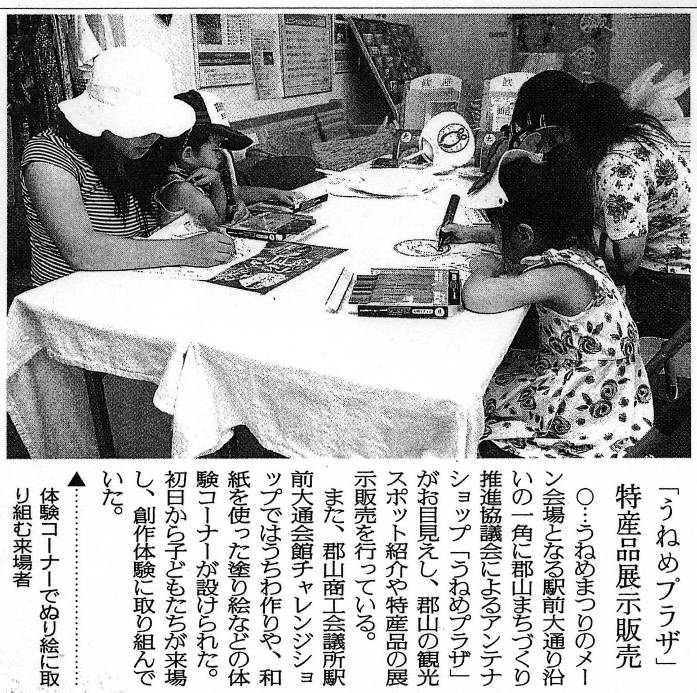 「うねめプラザ」
特産品展示販売
○…うねめまつりのメー
ン会場となる駅前大通り沿
いの一角に郡山まちづくり
推進協議会によるアンテナ
ショップ「うねめプラザ」
がお目見えし、郡山の観光
スポット紹介や特産品の展
示販売を行っている。
また、郡山商工会議所駅
前大通会館チャレンジショ
ップではうちわ作りや、和
紙を使った塗り絵などの体
験コーナーが設けられた。
初日から子どもたちが来場
し、創作体験に取り組んで
いた。
▲…………………………
体験コーナーでぬり絵に取
り組む来場者